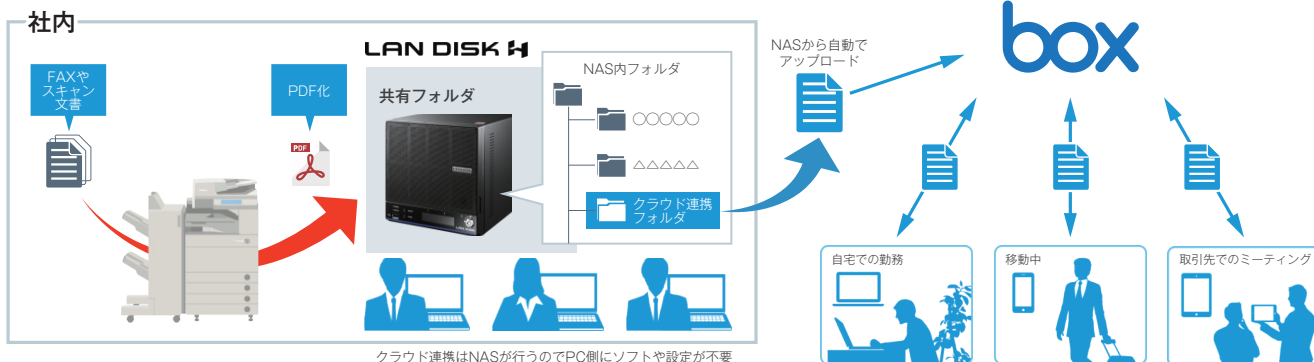 社内
FAXや
スキャン
文書
PDF化
PDF
LAN DISK H
共有フォルダ
NAS内フォルダ
○○○○○
△△△△△
クラウド連携
フォルダ
NASから自動で
アップロード
box
自宅での勤務
移動中
取引先でのミーティング
クラウド連携はNASが行うのでPC側にソフトや設定が不要